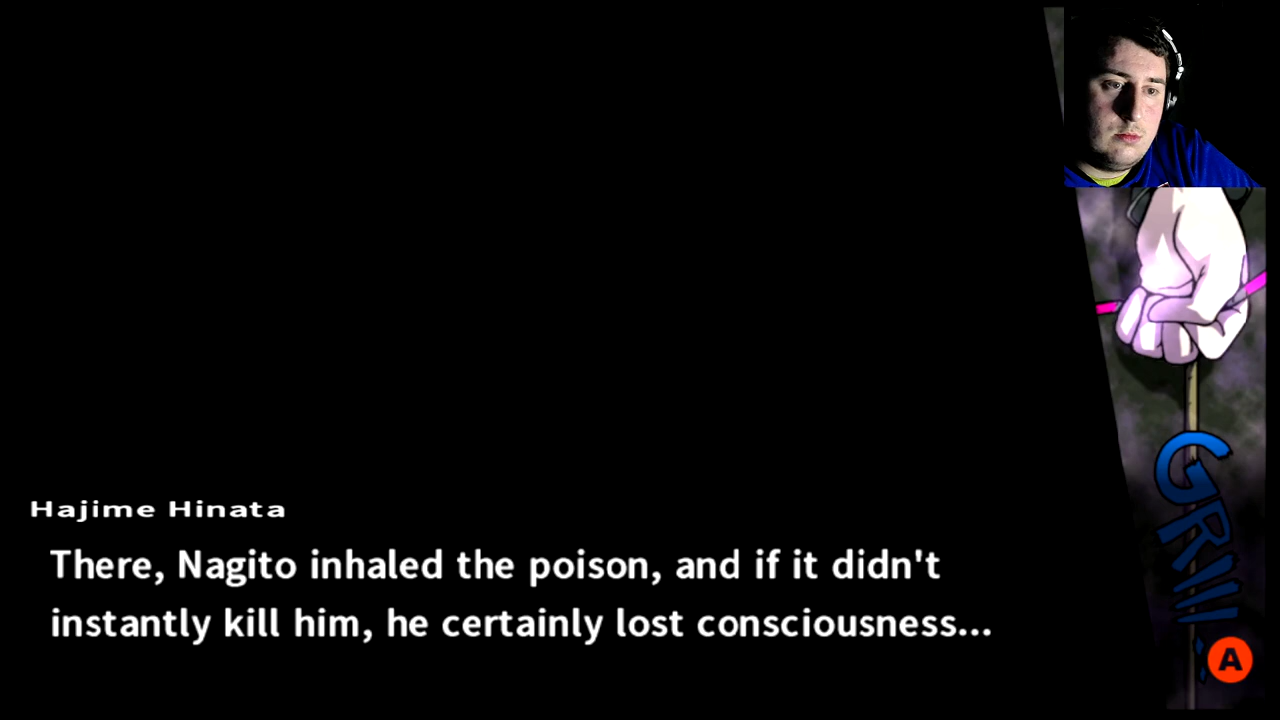 Hajime Hinata
There, Nagito inhaled the poison, and if it didn't
instantly kill him, he certainly lost consciousness...
GRIII
A